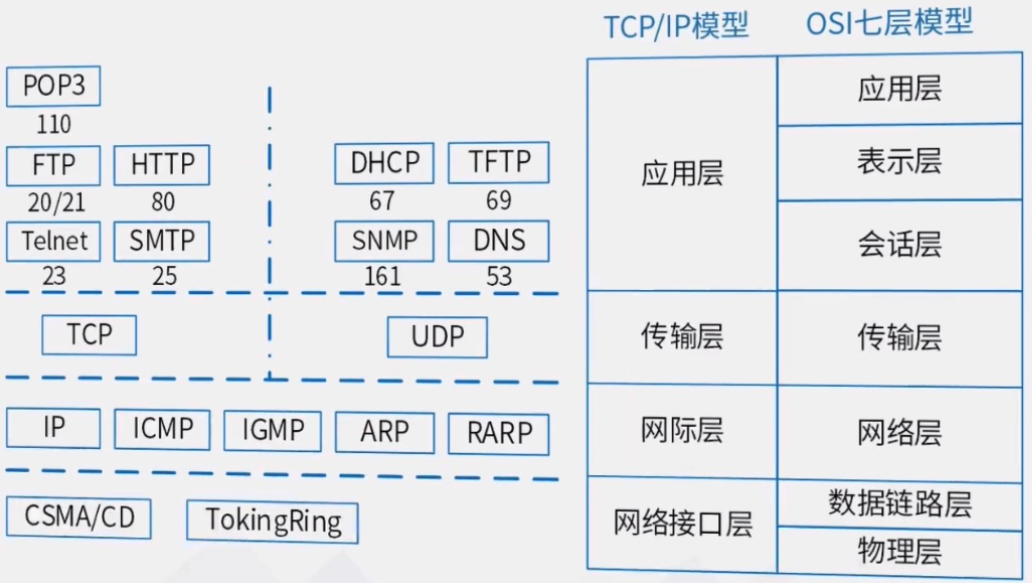 TCP/IP模型 OSI七层模型
POP3
110
FTP HTTP DHCP TFTP
20/21 80 67 69
Telnet SMTP SNMP DNS
23 25 161 53
TCP UDP
IP ICMP IGMP ARP RARP
CSMA/CD TokingRing
应用层
传输层
网际层
网络接口层
应用层
表示层
会话层
传输层
网络层
数据链路层
物理层